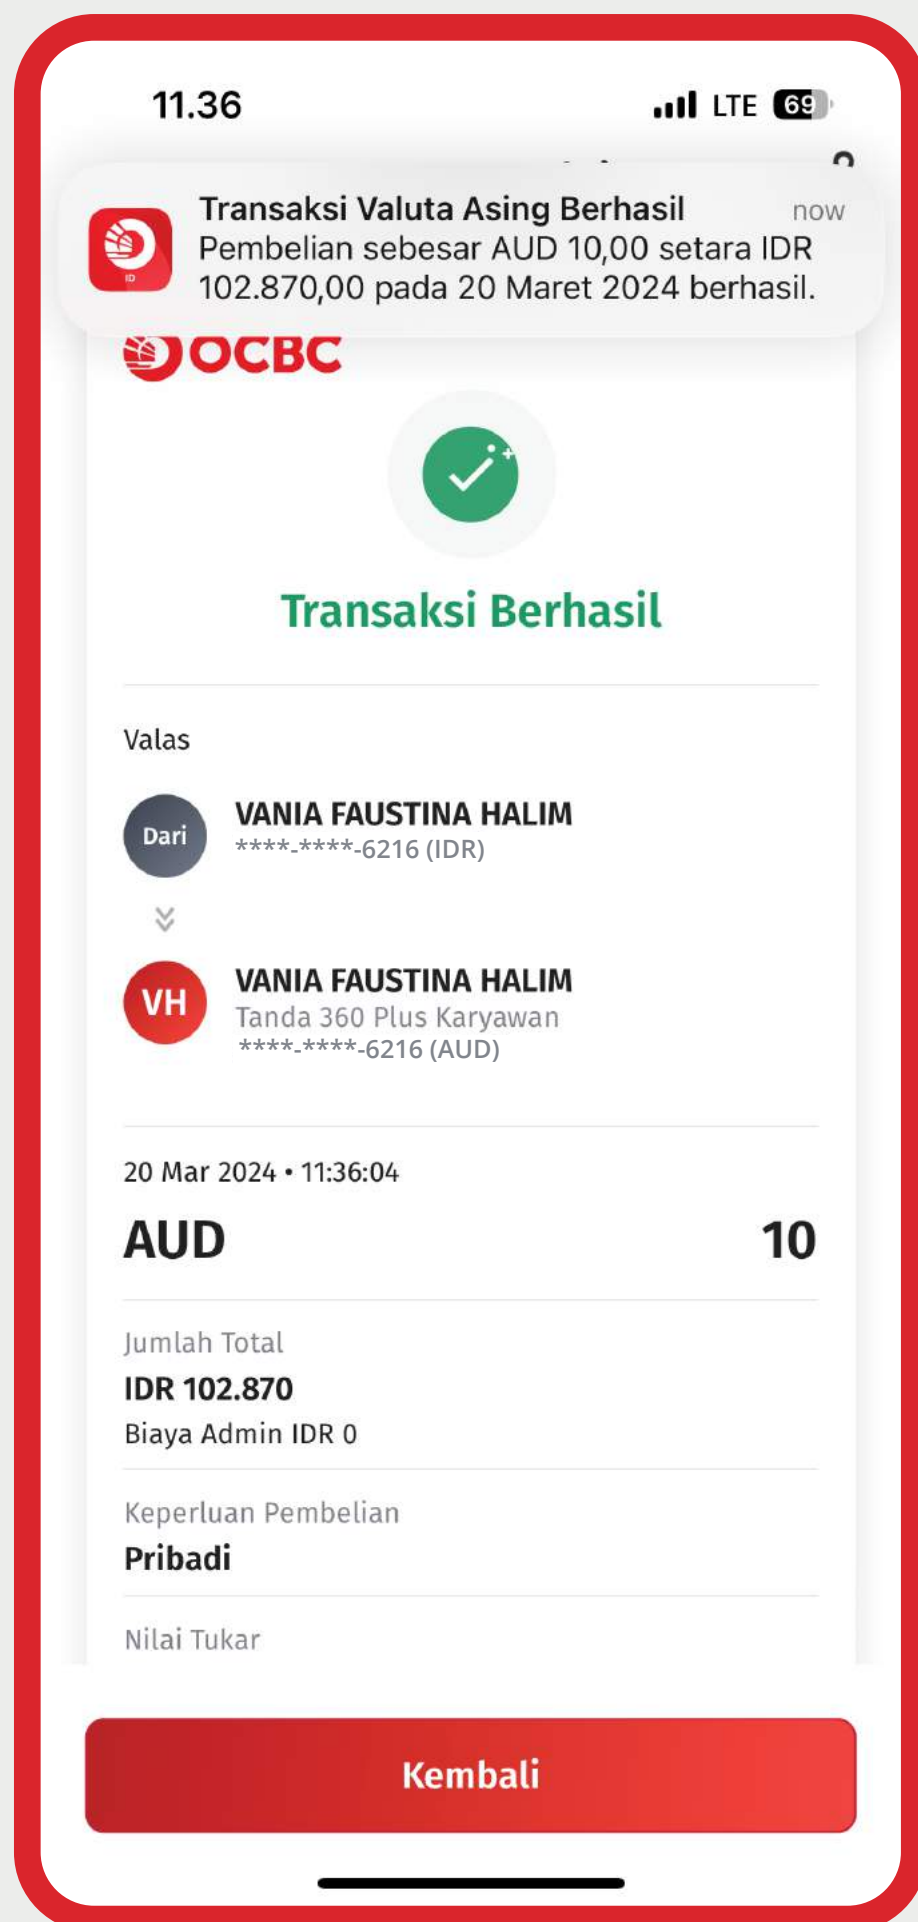 11.36
LTE 69
Transaksi Valuta Asing Berhasil now
Pembelian sebesar AUD 10,00 setara IDR
102.870,00 pada 20 Maret 2024 berhasil.
ID
OCBC
Transaksi Berhasil
Valas
Dari
VANIA FAUSTINA HALIM
****-****-6216 (IDR)
VH
VANIA FAUSTINA HALIM
Tanda 360 Plus Karyawan
****-****-6216 (AUD)
20 Mar 2024 • 11:36:04
AUD 10
Jumlah Total
IDR 102.870
Biaya Admin IDR 0
Keperluan Pembelian
Pribadi
Nilai Tukar
Kembali